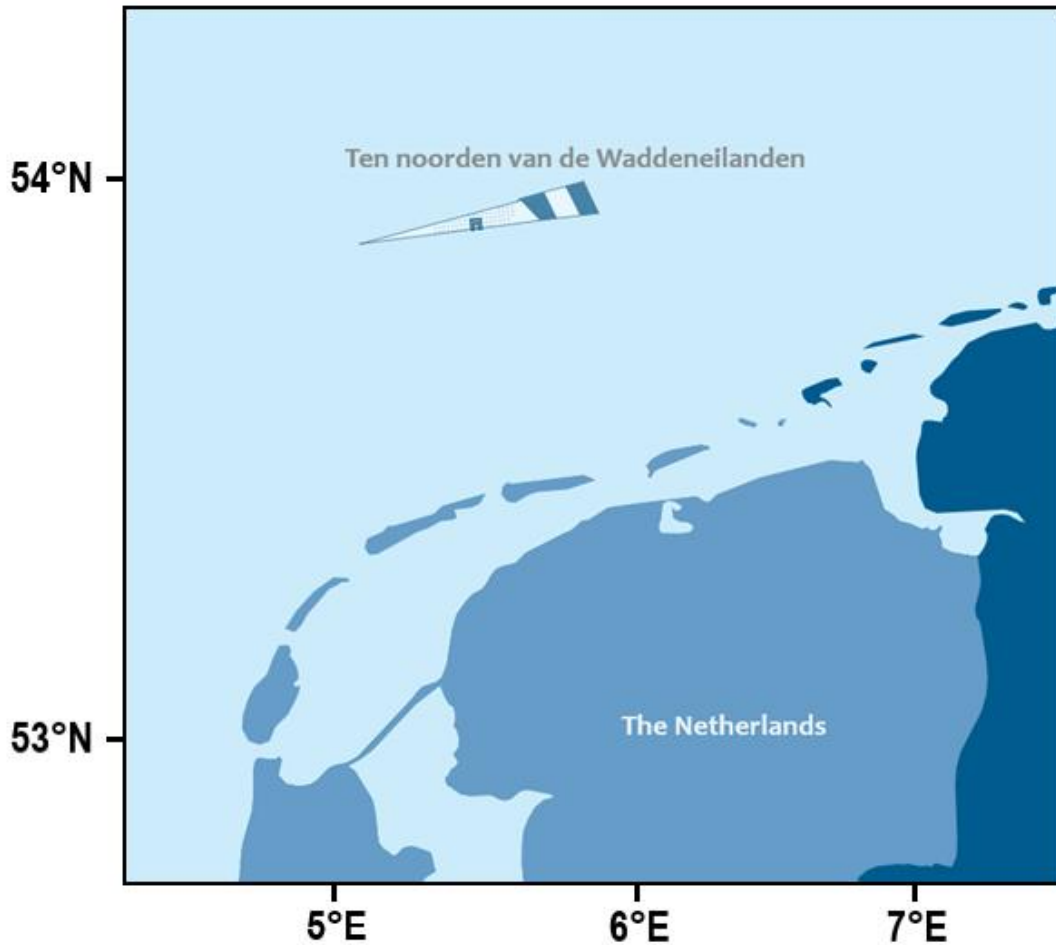 Ten noorden van de Waddeneilanden
54°N
53°N
The Netherlands
5°E
6°E
7°E